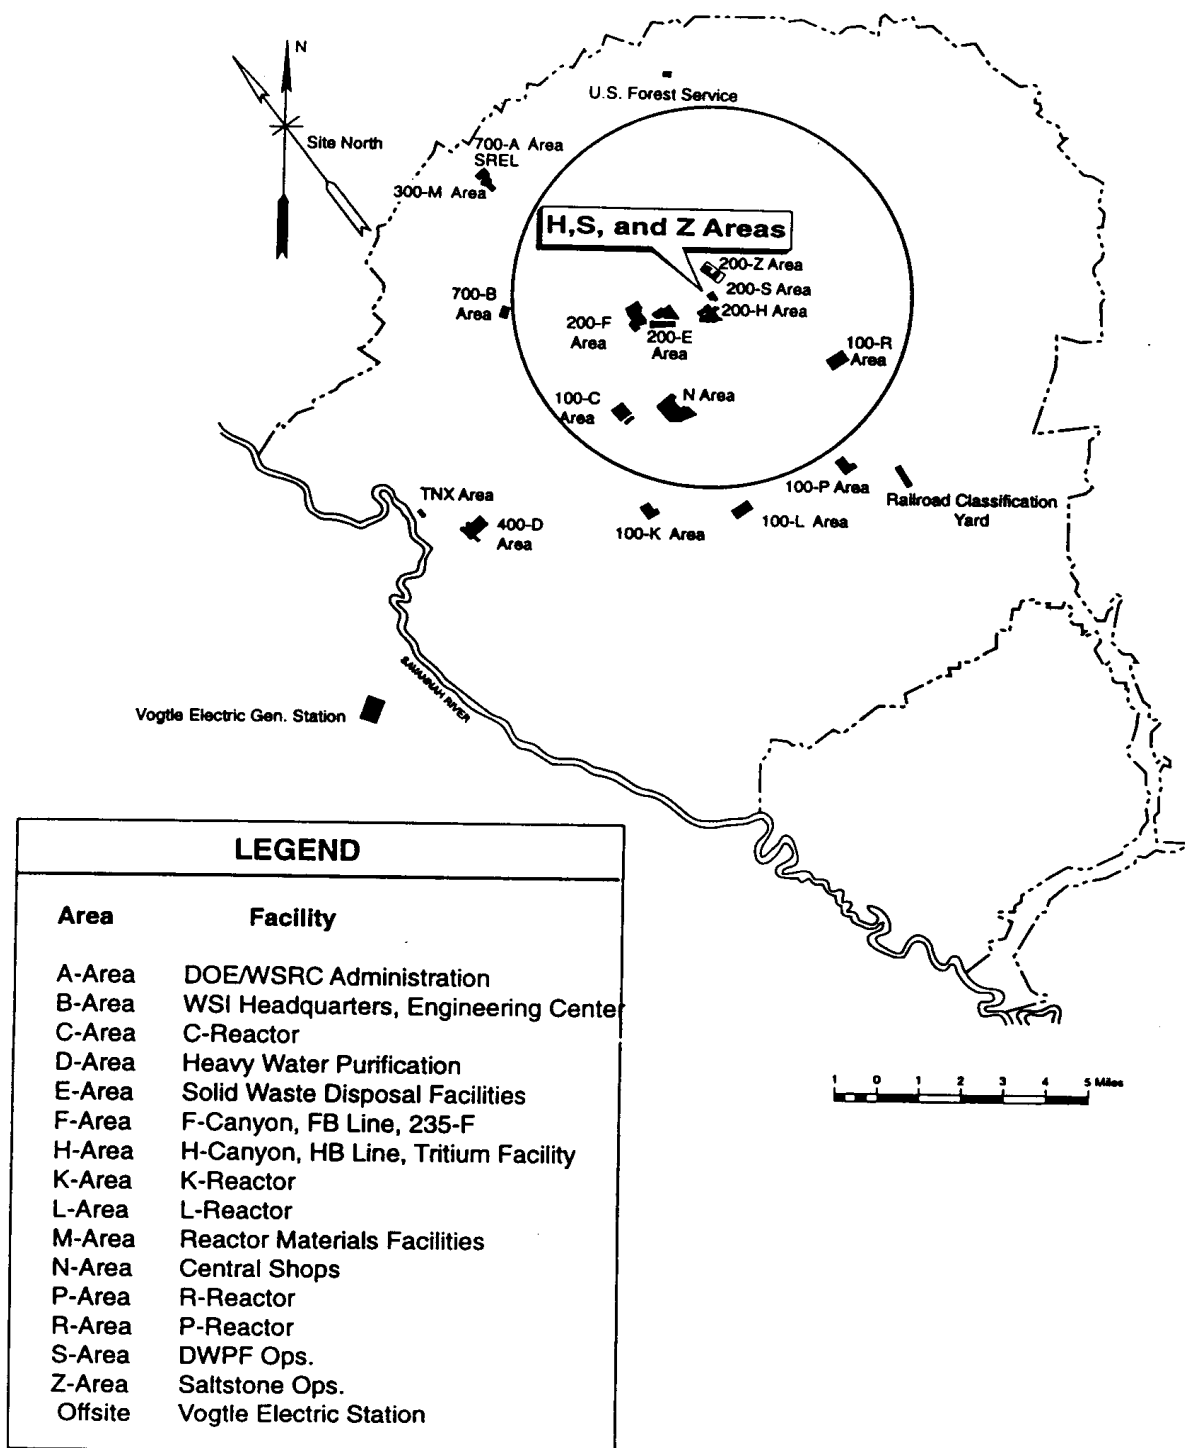 N
Site North
U.S. Forest Service
700-A Area
SREL
300-M Area
H,S, and Z Areas
200-Z Area
200-S Area
200-H Area
700-B
Area
200-F
Area
200-E
Area
100-R
Area
100-C
Area
N Area
100-P Area
Railroad Classification
Yard
TNX Area
400-D
Area
100-K Area
100-L Area
SAVANNAH RIVER
Vogtle Electric Gen. Station
LEGEND
Area Facility
A-Area DOE/WSRC Administration
B-Area WSI Headquarters, Engineering Center
C-Area C-Reactor
D-Area Heavy Water Purification
E-Area Solid Waste Disposal Facilities
F-Area F-Canyon, FB Line, 235-F
H-Area H-Canyon, HB Line, Tritium Facility
K-Area K-Reactor
L-Area L-Reactor
M-Area Reactor Materials Facilities
N-Area Central Shops
P-Area R-Reactor
R-Area P-Reactor
S-Area DWPF Ops.
Z-Area Saltstone Ops.
Offsite Vogtle Electric Station
1 0 1 2 3 4 5 Miles